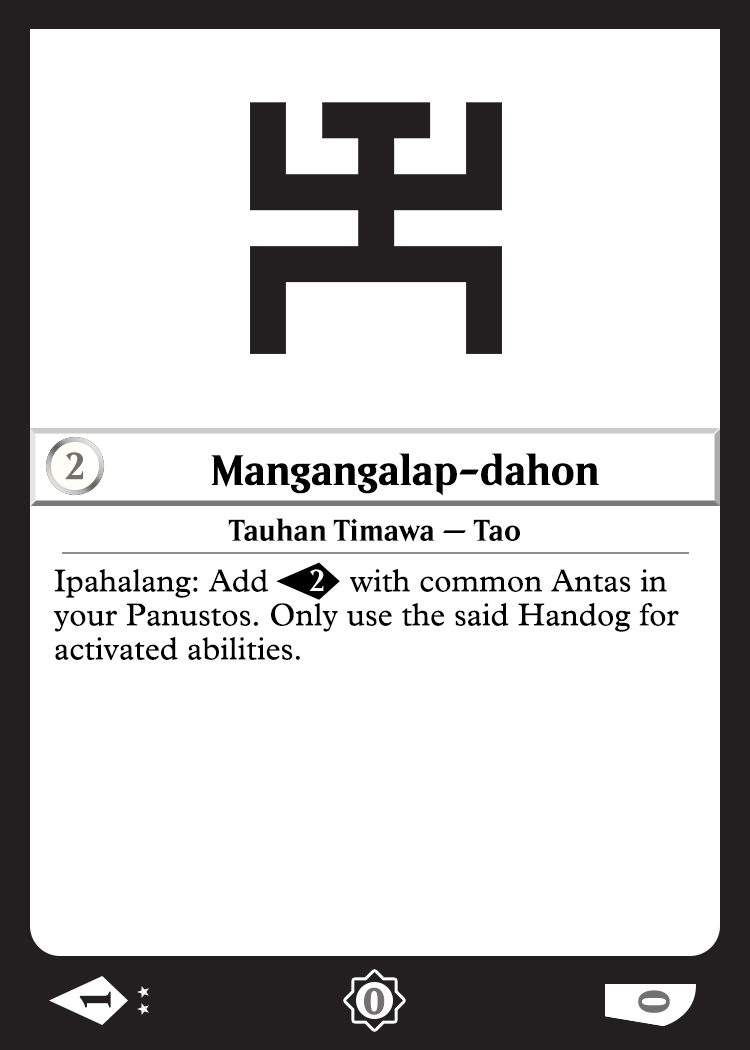 2
Mangangalap-dahon
Tauhan Timawa — Tao
Ipahalang: Add 2 with common Antas in
your Panustos. Only use the said Handog for
activated abilities.
1 0 0